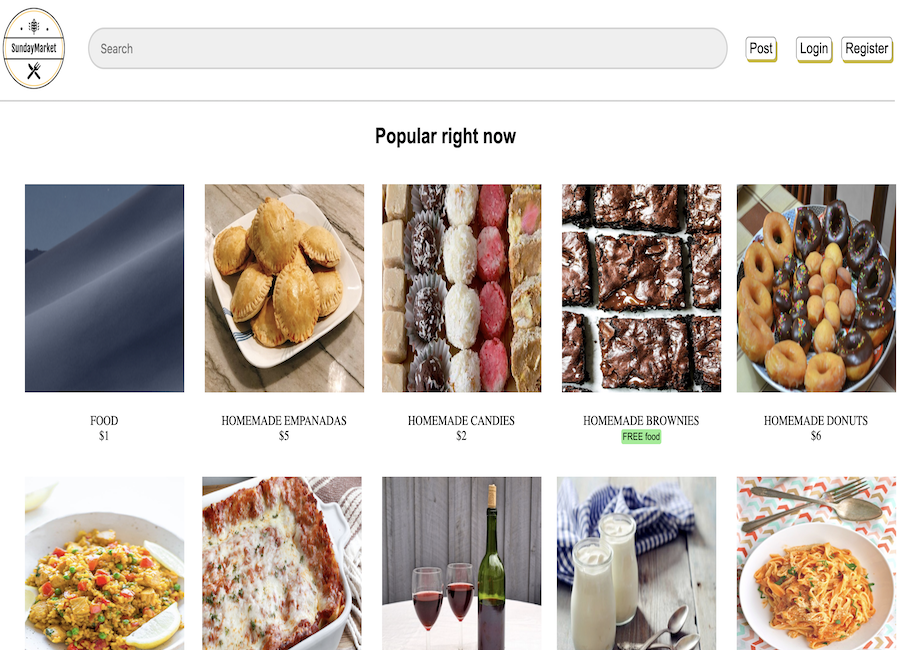 SundayMarket
Search
Post
Login
Register
Popular right now
FOOD
$1
HOMEMADE EMPANADAS
$5
HOMEMADE CANDIES
$2
HOMEMADE BROWNIES
FREE food
HOMEMADE DONUTS
$6